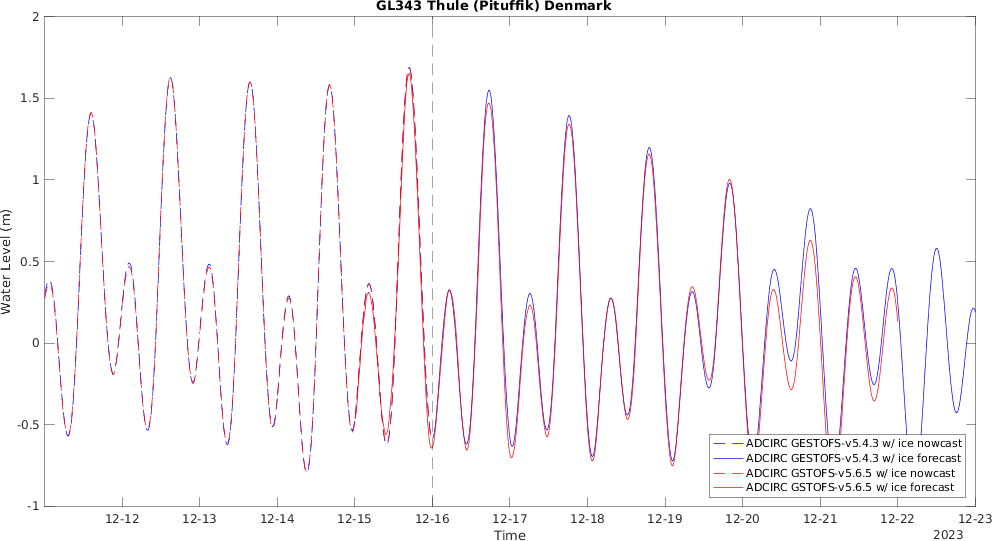 GL343 Thule (Pituffik) Denmark
2
1.5
1
0.5
0
-0.5
-1
Water Level (m)
12-12 12-13 12-14 12-15 12-16 12-17 12-18 12-19 12-20 12-21 12-22 12-23
Time
2023
ADCIRC GESTOFS-v5.4.3 w/ ice nowcast
ADCIRC GESTOFS-v5.4.3 w/ ice forecast
ADCIRC GSTOFS-v5.6.5 w/ ice nowcast
ADCIRC GSTOFS-v5.6.5 w/ ice forecast